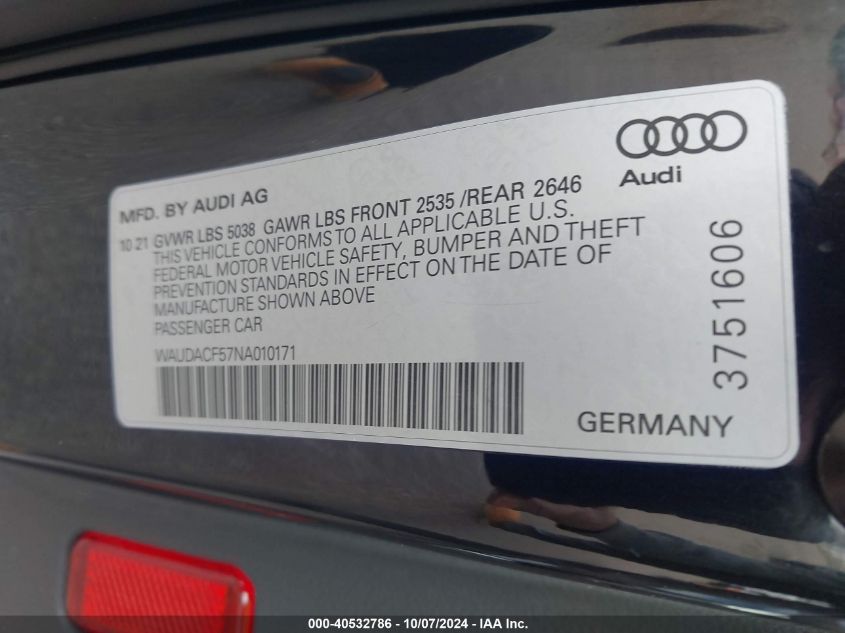 Audi
MFD. BY AUDI AG
10 21 GVWR LBS 5038 GAWR LBS FRONT 2535 /REAR 2646
THIS VEHICLE CONFORMS TO ALL APPLICABLE U.S.
FEDERAL MOTOR VEHICLE SAFETY, BUMPER AND THEFT
PREVENTION STANDARDS IN EFFECT ON THE DATE OF
MANUFACTURE SHOWN ABOVE
PASSENGER CAR
WAUDACF57NA010171
GERMANY
3751606
000-40532786 - 10/07/2024 - IAA Inc.